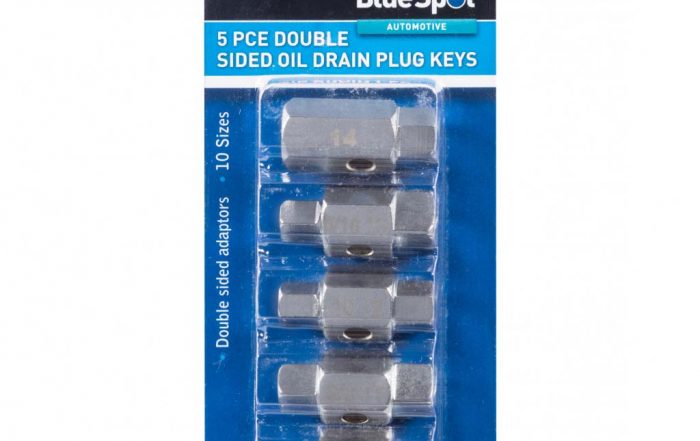 BlueSpot
AUTOMOTIVE
5 PCE DOUBLE
SIDED OIL DRAIN PLUG KEYS
Double sided adaptors • 10 Sizes
14